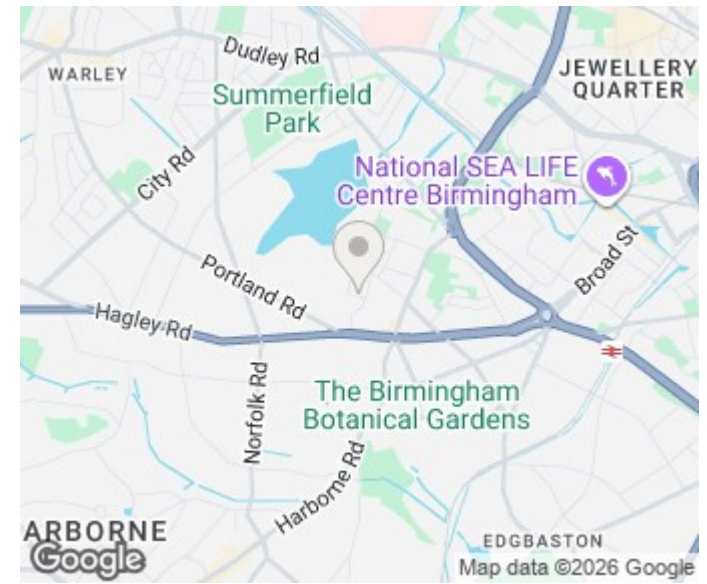 Dudley Rd
WARLEY
JEWELLERY
QUARTER
Summerfield
Park
City Rd
National SEA LIFE
Centre Birmingham
Broad St
Portland Rd
Hagley Rd
Norfolk Rd
The Birmingham
Botanical Gardens
Harborne Rd
ARBORNE
EDGBASTON
Google
Map data ©2026 Google